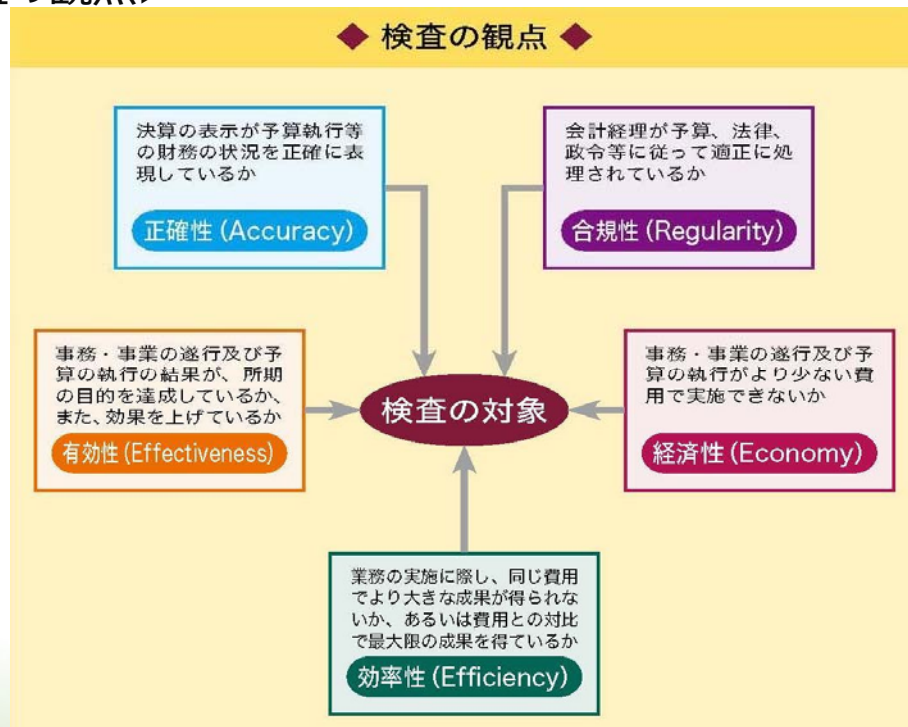 ◆ 検査の観点 ◆
決算の表示が予算執行等
の財務の状況を正確に表
現しているか
正確性(Accuracy)
会計経理が予算、法律、
政令等に従って適正に処
理されているか
合規性(Regularity)
事務・事業の遂行及び予
算の執行の結果が、所期
の目的を達成しているか、
また、効果を上げているか
有効性(Effectiveness)
検査の対象
事務・事業の遂行及び予
算の執行がより少ない費
用で実施できないか
経済性(Economy)
業務の実施に際し、同じ費用
でより大きな成果が得られな
いか、あるいは費用との対比
で最大限の成果を得ているか
効率性(Efficiency)